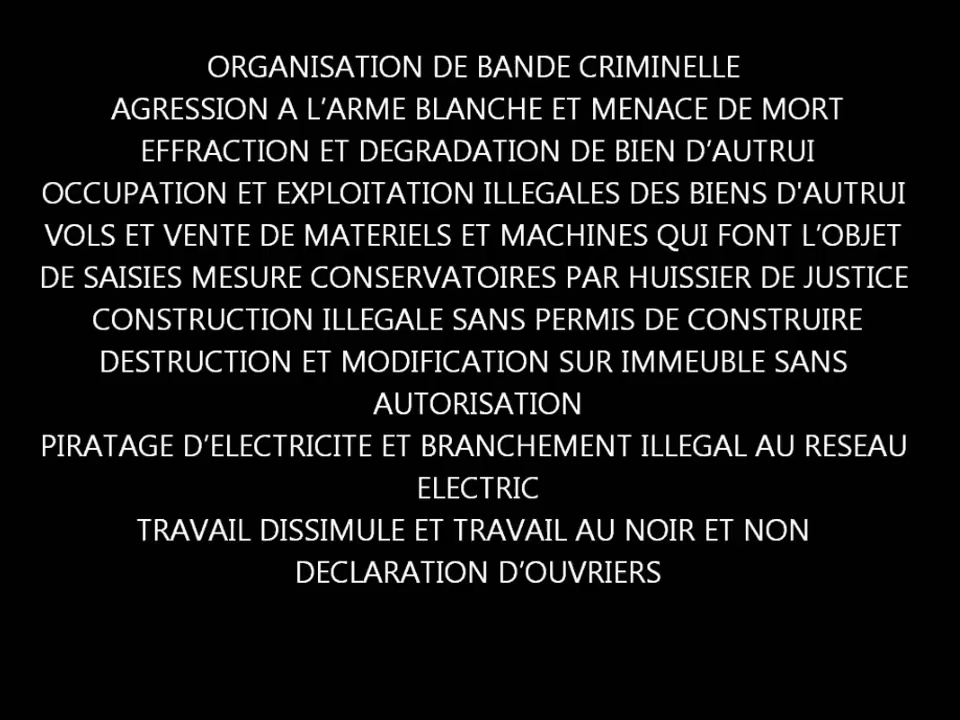 ORGANISATION DE BANDE CRIMINELLE
AGRESSION A L’ARME BLANCHE ET MENACE DE MORT
EFFRACTION ET DEGRADATION DE BIEN D’AUTRUI
OCCUPATION ET EXPLOITATION ILLEGALES DES BIENS D'AUTRUI
VOLS ET VENTE DE MATERIELS ET MACHINES QUI FONT L’OBJET
DE SAISIES MESURE CONSERVATOIRES PAR HUISSIER DE JUSTICE
CONSTRUCTION ILLEGALE SANS PERMIS DE CONSTRUIRE
DESTRUCTION ET MODIFICATION SUR IMMEUBLE SANS
AUTORISATION
PIRATAGE D’ELECTRICITE ET BRANCHEMENT ILLEGAL AU RESEAU
ELECTRIC
TRAVAIL DISSIMULE ET TRAVAIL AU NOIR ET NON
DECLARATION D’OUVRIERS